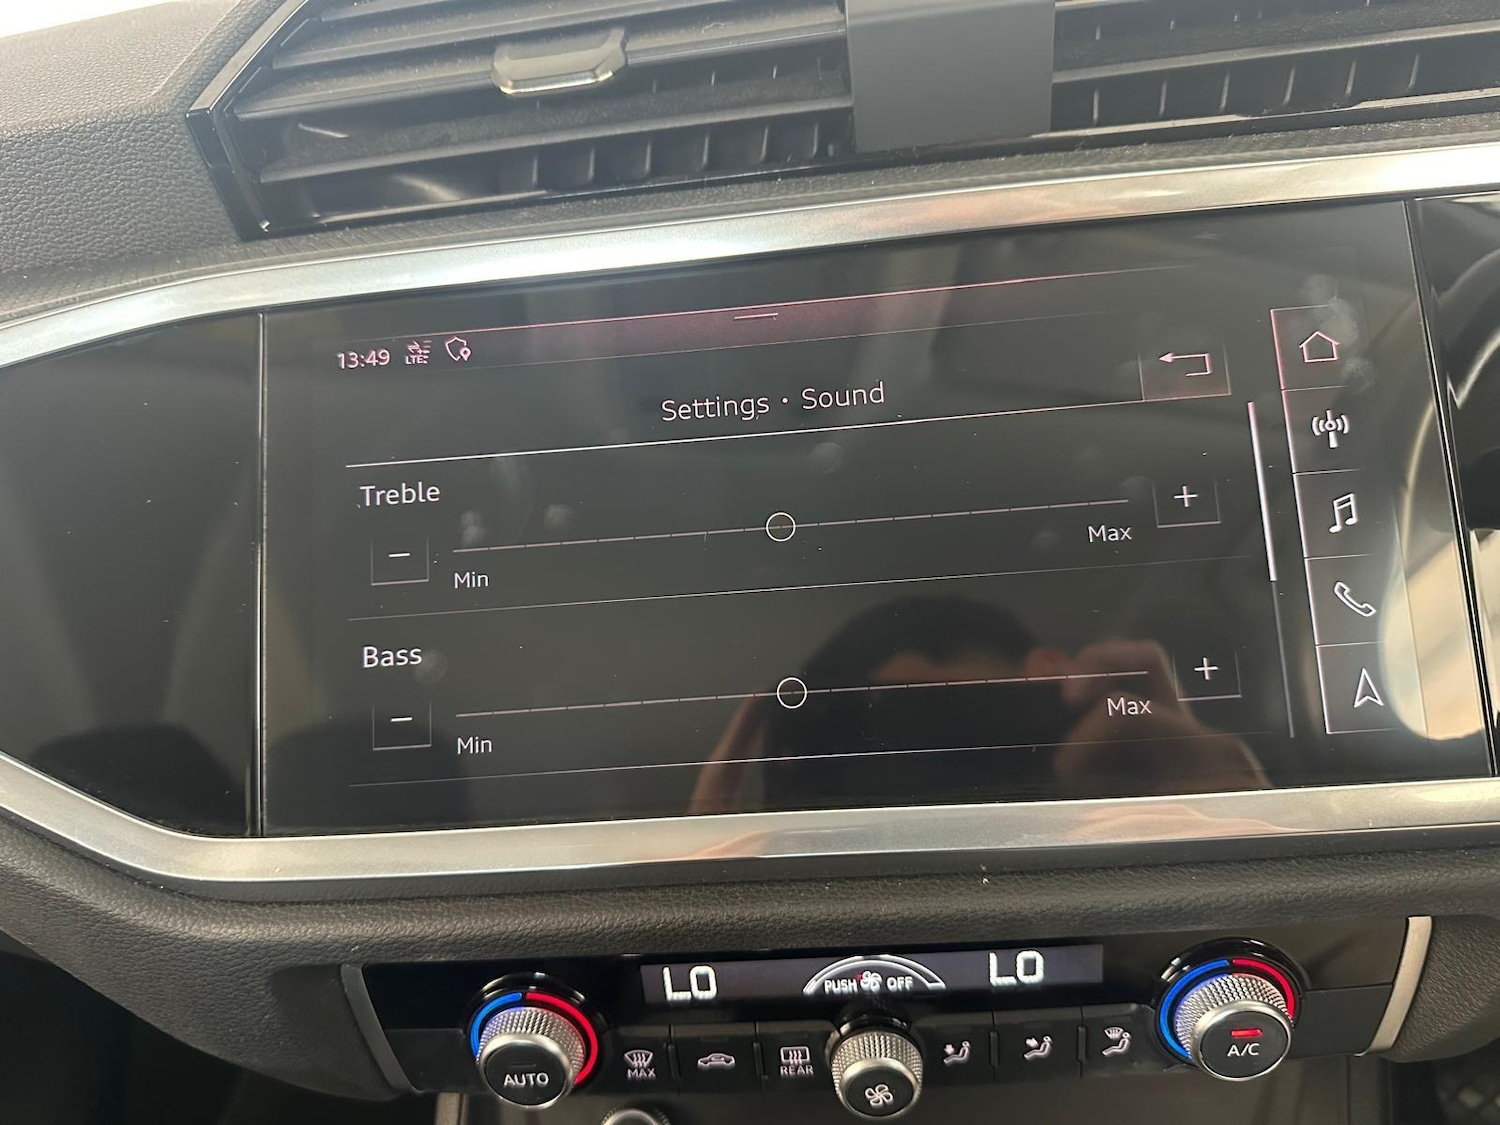 13:49 LTE
Settings · Sound
Treble
− +
Min Max
Bass
− +
Min Max
LO PUSH OFF LO
AUTO MAX REAR A/C